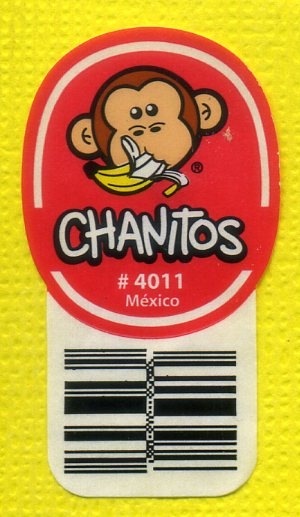 ®
CHANITOS
# 4011
México